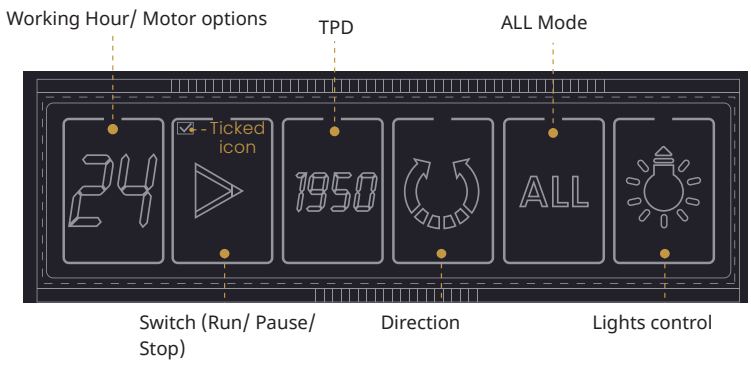 Working Hour/ Motor options
TPD
ALL Mode
Ticked
icon
24
1950
ALL
Switch (Run/ Pause/
Stop)
Direction
Lights control